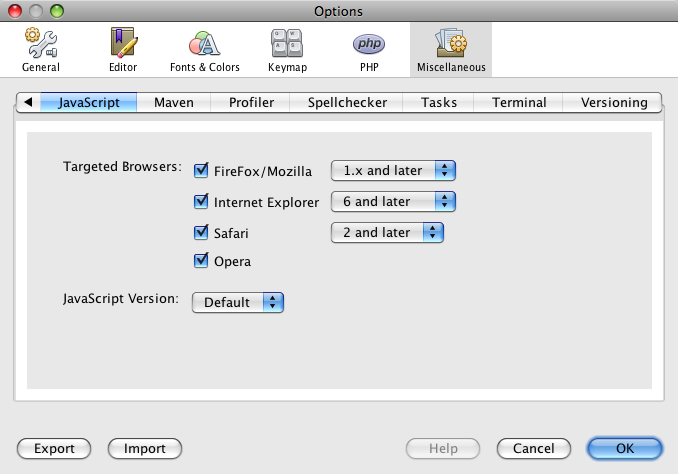 Options
General Editor Fonts & Colors Keymap php PHP Miscellaneous
JavaScript Maven Profiler Spellchecker Tasks Terminal Versioning
Targeted Browsers: FireFox/Mozilla 1.x and later
Internet Explorer 6 and later
Safari 2 and later
Opera
JavaScript Version: Default
Export Import Help Cancel OK